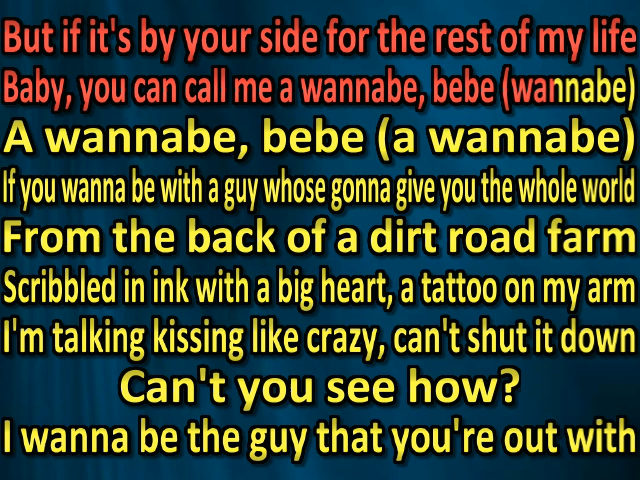 But if it's by your side for the rest of my life
Baby, you can call me a wannabe, bebe (wannabe)
A wannabe, bebe (a wannabe)
If you wanna be with a guy whose gonna give you the whole world
From the back of a dirt road farm
Scribbled in ink with a big heart, a tattoo on my arm
I'm talking kissing like crazy, can't shut it down
Can't you see how?
I wanna be the guy that you're out with